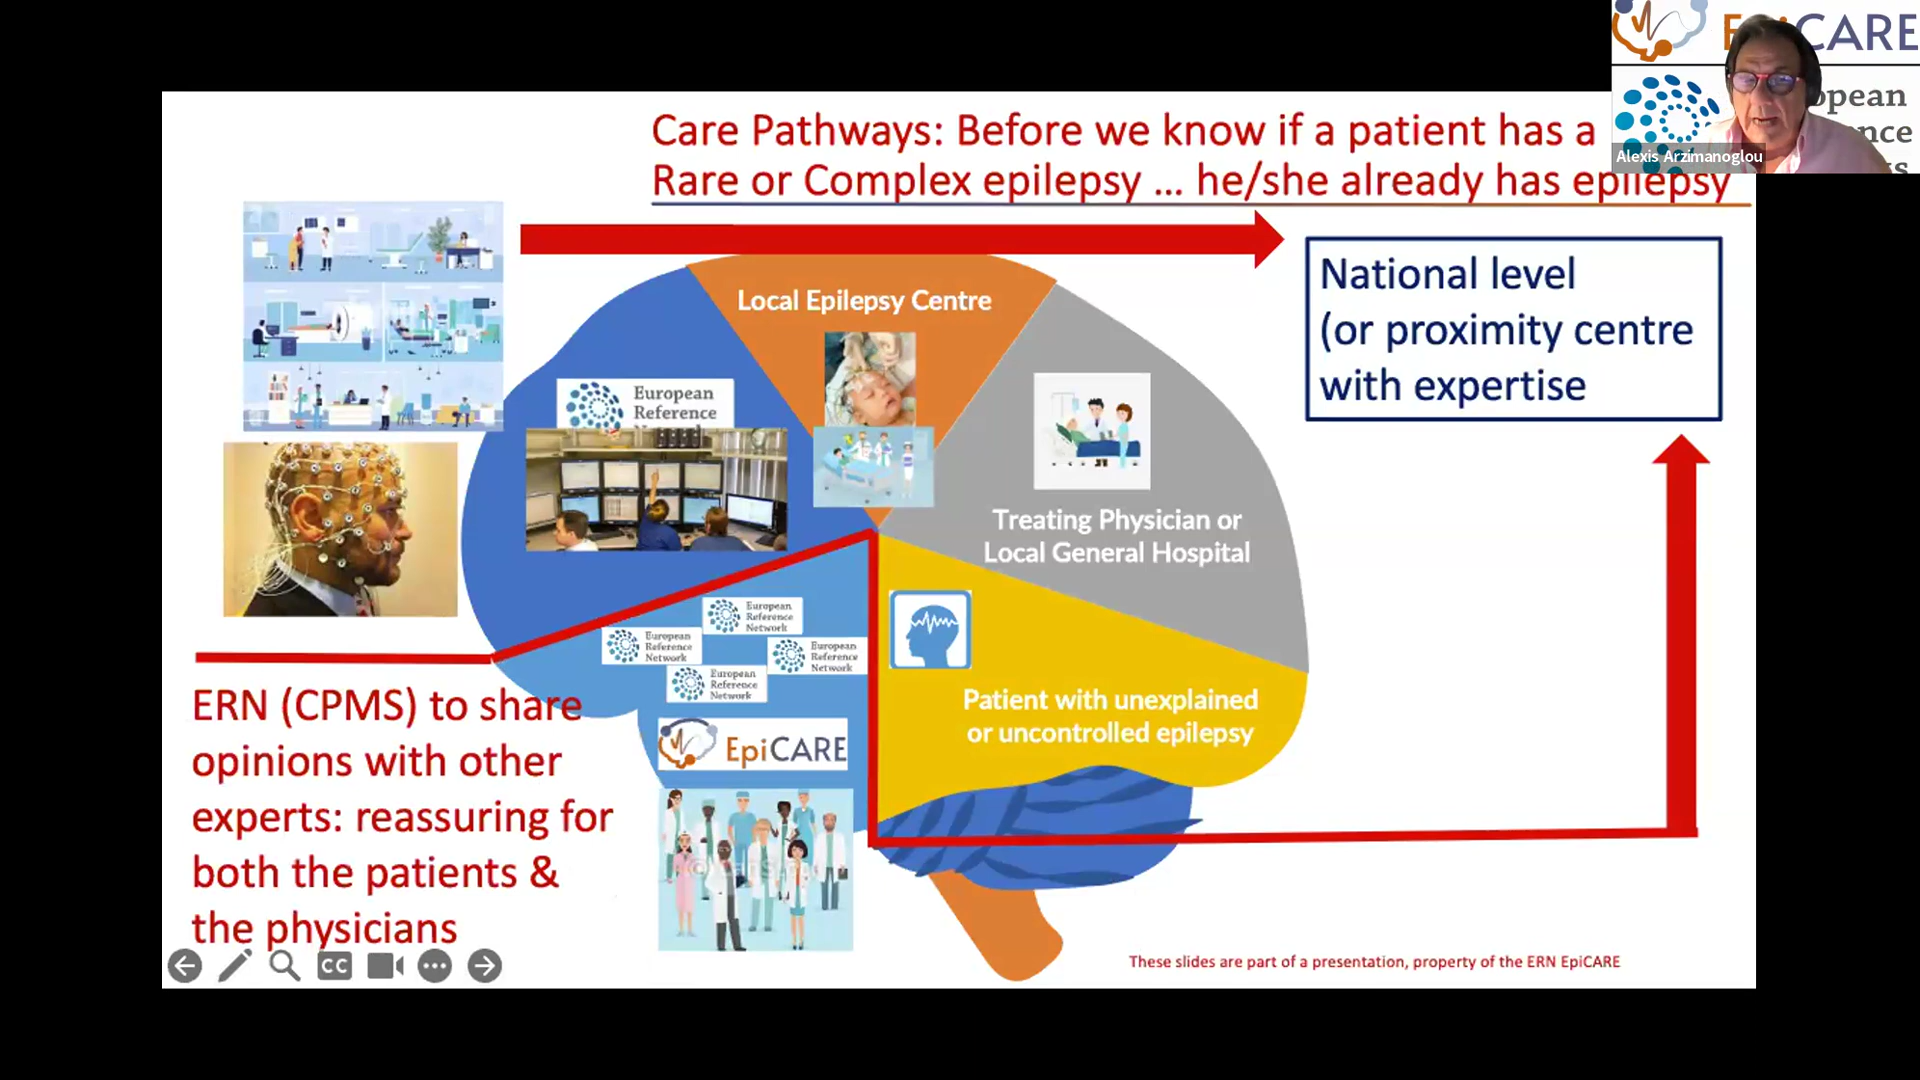 EpiCARE
opean
nce
ks
Alexis Arzimanoglou
Care Pathways: Before we know if a patient has a
Rare or Complex epilepsy ... he/she already has epilepsy
National level
(or proximity centre
with expertise
Local Epilepsy Centre
European
Reference
Treating Physician or
Local General Hospital
European
Reference
Network
European
Reference
Network
European
Reference
Network
European
Reference
Network
EpiCARE
Patient with unexplained
or uncontrolled epilepsy
ERN (CPMS) to share
opinions with other
experts: reassuring for
both the patients &
the physicians
CC
These slides are part of a presentation, property of the ERN EpiCARE